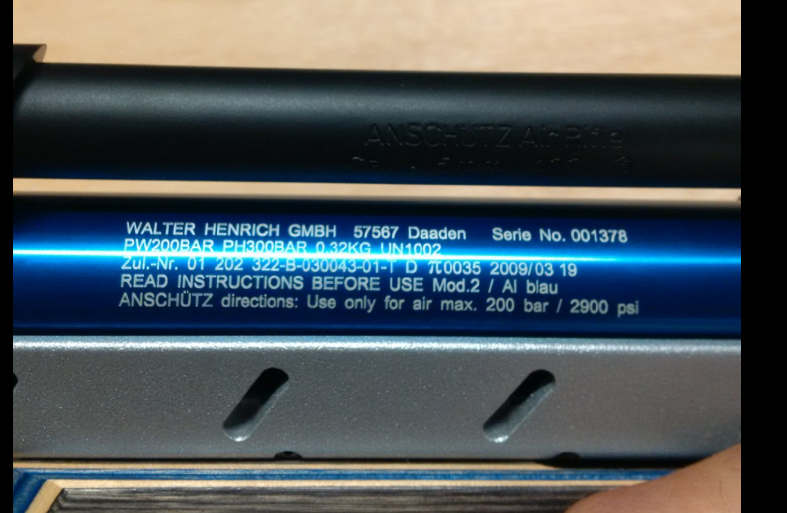 ANSCHÜTZ Air Rifle
WALTER HENRICH GMBH 57567 Daaden Serie No. 001378
PW200BAR PH300BAR 0,32KG UN1002
Zul.-Nr. 01 202 322-B-030043-01-T D π0035 2009/03 19
READ INSTRUCTIONS BEFORE USE Mod.2 / Al blau
ANSCHÜTZ directions: Use only for air max. 200 bar / 2900 psi